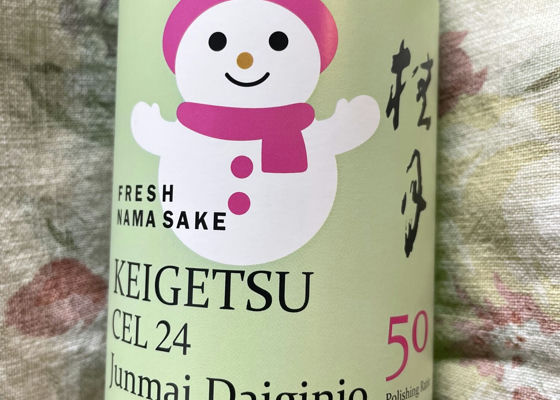 桂月
FRESH
NAMA SAKE
KEIGETSU
CEL 24
Junmai Daiginjo
50
Polishing Ratio